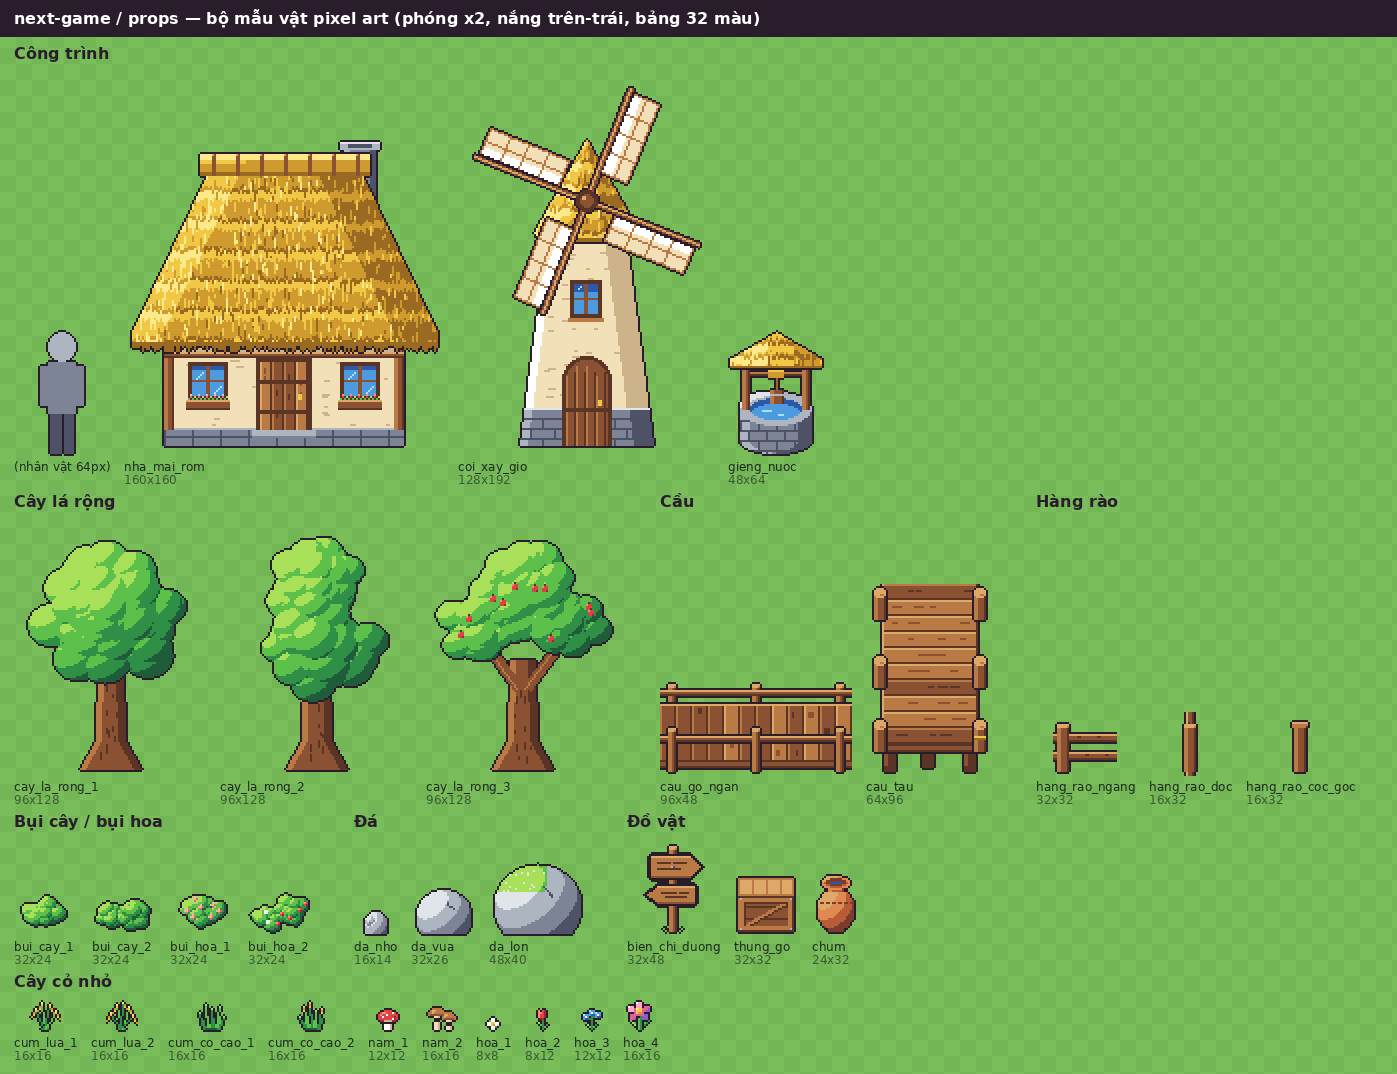 next-game / props — bộ mẫu vật pixel art (phóng x2, nắng trên-trái, bảng 32 màu)
Công trình
(nhân vật 64px) nha_mai_rom coi_xay_gio gieng_nuoc
160x160 128x192 48x64
Cây lá rộng Cầu Hàng rào
cay_la_rong_1 cay_la_rong_2 cay_la_rong_3 cau_go_ngan cau_tau hang_rao_ngang hang_rao_doc hang_rao_coc_goc
96x128 96x128 96x128 96x48 64x96 32x32 16x32 16x32
Bụi cây / bụi hoa Đá Đồ vật
bui_cay_1 bui_cay_2 bui_hoa_1 bui_hoa_2 da_nho da_vua da_lon bien_chi_duong thung_go chum
32x24 32x24 32x24 32x24 16x14 32x26 48x40 32x48 32x32 24x32
Cây cỏ nhỏ
cum_lua_1 cum_lua_2 cum_co_cao_1 cum_co_cao_2 nam_1 nam_2 hoa_1 hoa_2 hoa_3 hoa_4
16x16 16x16 16x16 16x16 12x12 16x16 8x8 8x12 12x12 16x16